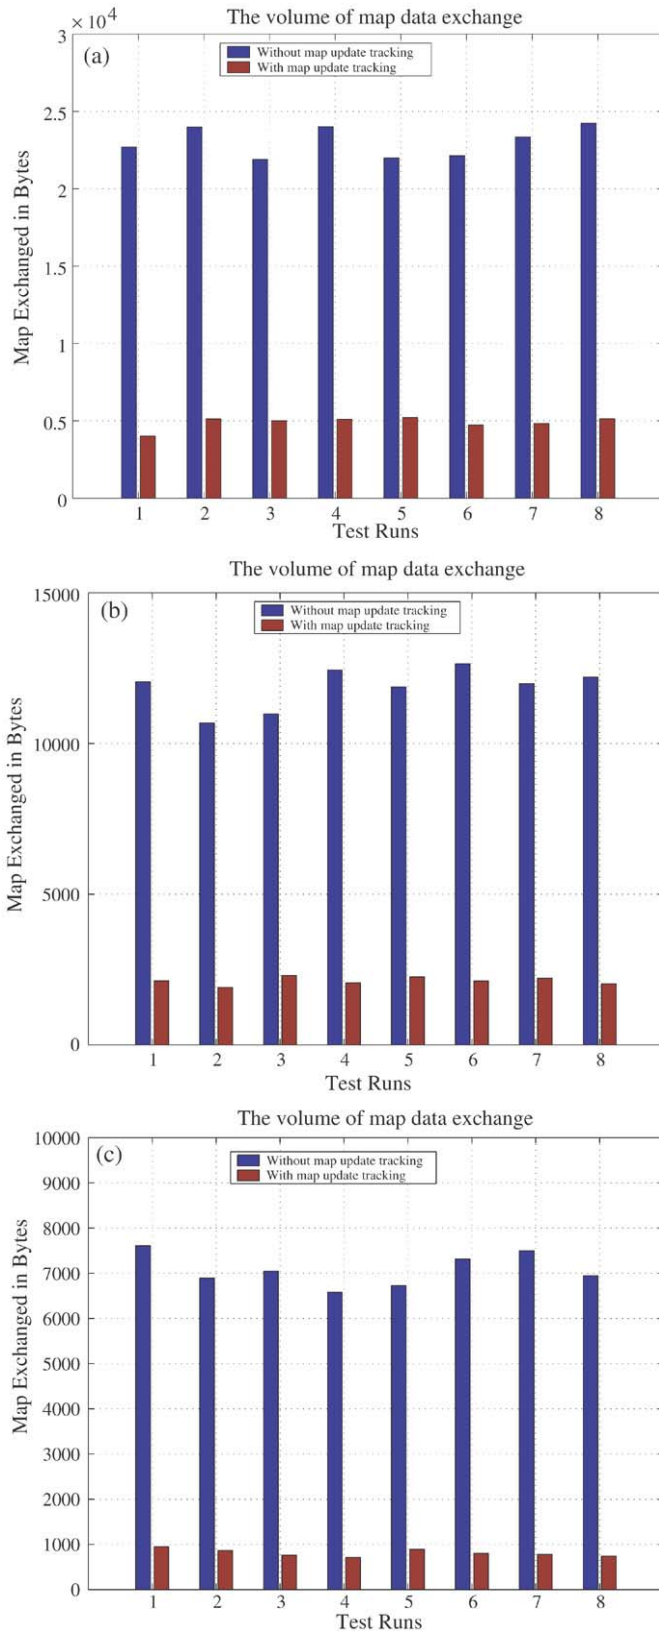 The volume of map data exchange
× 10⁴
3
(a)
Without map update tracking
With map update tracking
2.5
2
1.5
1
0.5
0
Map Exchanged in Bytes
1 2 3 4 5 6 7 8
Test Runs
The volume of map data exchange
15000
(b)
Without map update tracking
With map update tracking
10000
5000
0
Map Exchanged in Bytes
1 2 3 4 5 6 7 8
Test Runs
The volume of map data exchange
10000
(c)
Without map update tracking
With map update tracking
9000
8000
7000
6000
5000
4000
3000
2000
1000
0
Map Exchanged in Bytes
1 2 3 4 5 6 7 8
Test Runs